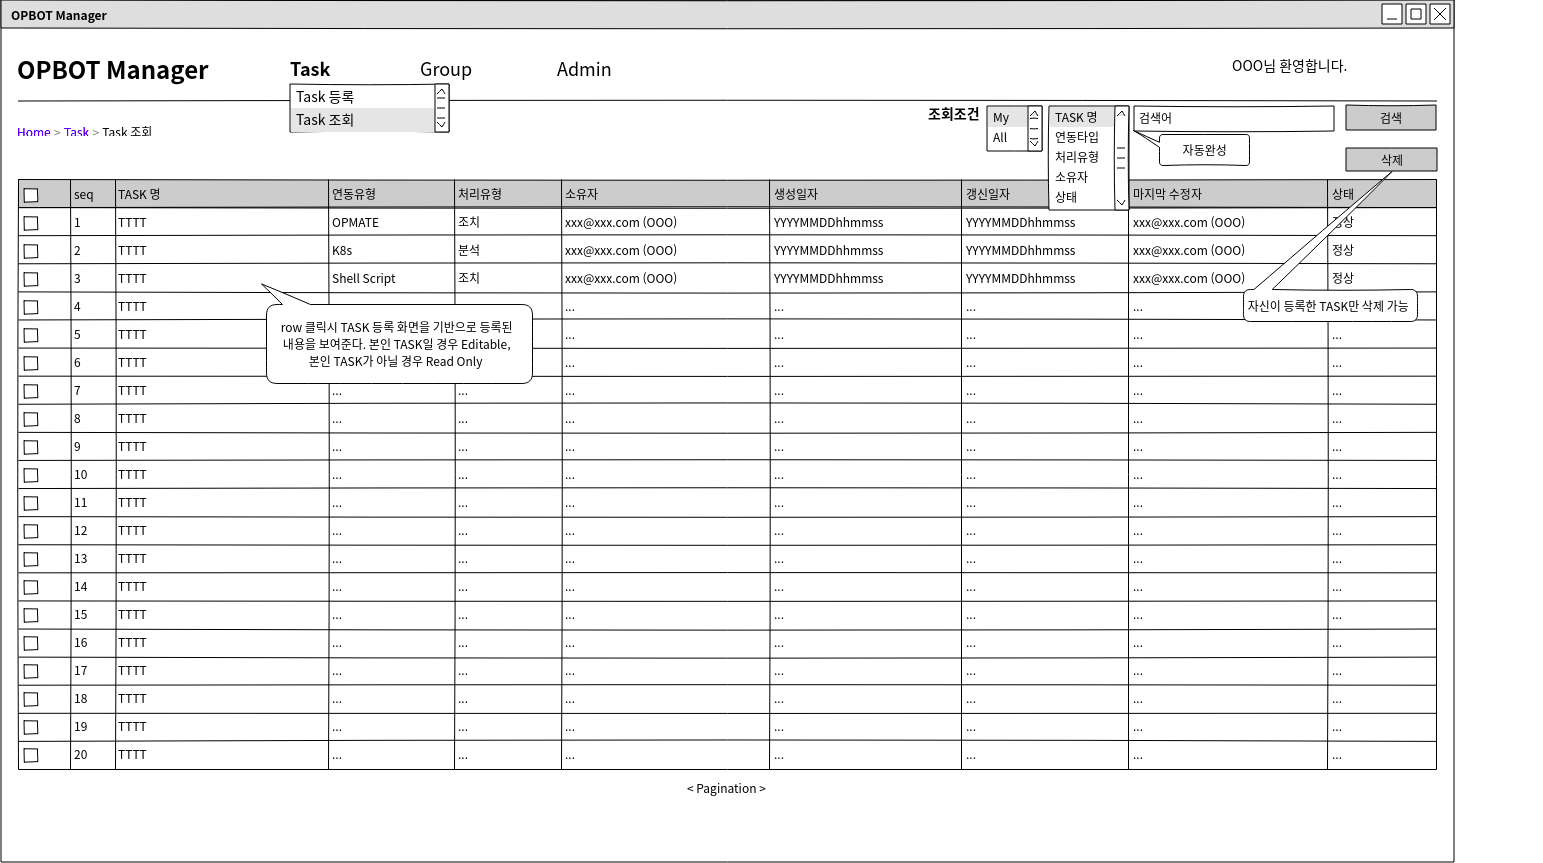 OPBOT Manager
OPBOT Manager
Task
Group
Admin
OOO님 환영합니다.
Task 등록
Task 조회
Home > Task > Task 조회
조회조건
My
All
TASK 명
연동타입
처리유형
소유자
상태
검색어
검색
자동완성
삭제
seq TASK 명 연동유형 처리유형 소유자 생성일자 갱신일자 마지막 수정자 상태
1 TTTT OPMATE 조치 xxx@xxx.com (OOO) YYYYMMDDhhmmss YYYYMMDDhhmmss xxx@xxx.com (OOO) 정상
2 TTTT K8s 분석 xxx@xxx.com (OOO) YYYYMMDDhhmmss YYYYMMDDhhmmss xxx@xxx.com (OOO) 정상
3 TTTT Shell Script 조치 xxx@xxx.com (OOO) YYYYMMDDhhmmss YYYYMMDDhhmmss xxx@xxx.com (OOO) 정상
4 TTTT ... ... ... ...
자신이 등록한 TASK만 삭제 가능
row 클릭시 TASK 등록 화면을 기반으로 등록된
내용을 보여준다. 본인 TASK일 경우 Editable,
본인 TASK가 아닐 경우 Read Only
5 TTTT ... ... ... ... ...
6 TTTT ... ... ... ... ...
7 TTTT ... ... ... ... ... ... ...
8 TTTT ... ... ... ... ... ... ...
9 TTTT ... ... ... ... ... ... ...
10 TTTT ... ... ... ... ... ... ...
11 TTTT ... ... ... ... ... ... ...
12 TTTT ... ... ... ... ... ... ...
13 TTTT ... ... ... ... ... ... ...
14 TTTT ... ... ... ... ... ... ...
15 TTTT ... ... ... ... ... ... ...
16 TTTT ... ... ... ... ... ... ...
17 TTTT ... ... ... ... ... ... ...
18 TTTT ... ... ... ... ... ... ...
19 TTTT ... ... ... ... ... ... ...
20 TTTT ... ... ... ... ... ... ...
< Pagination >